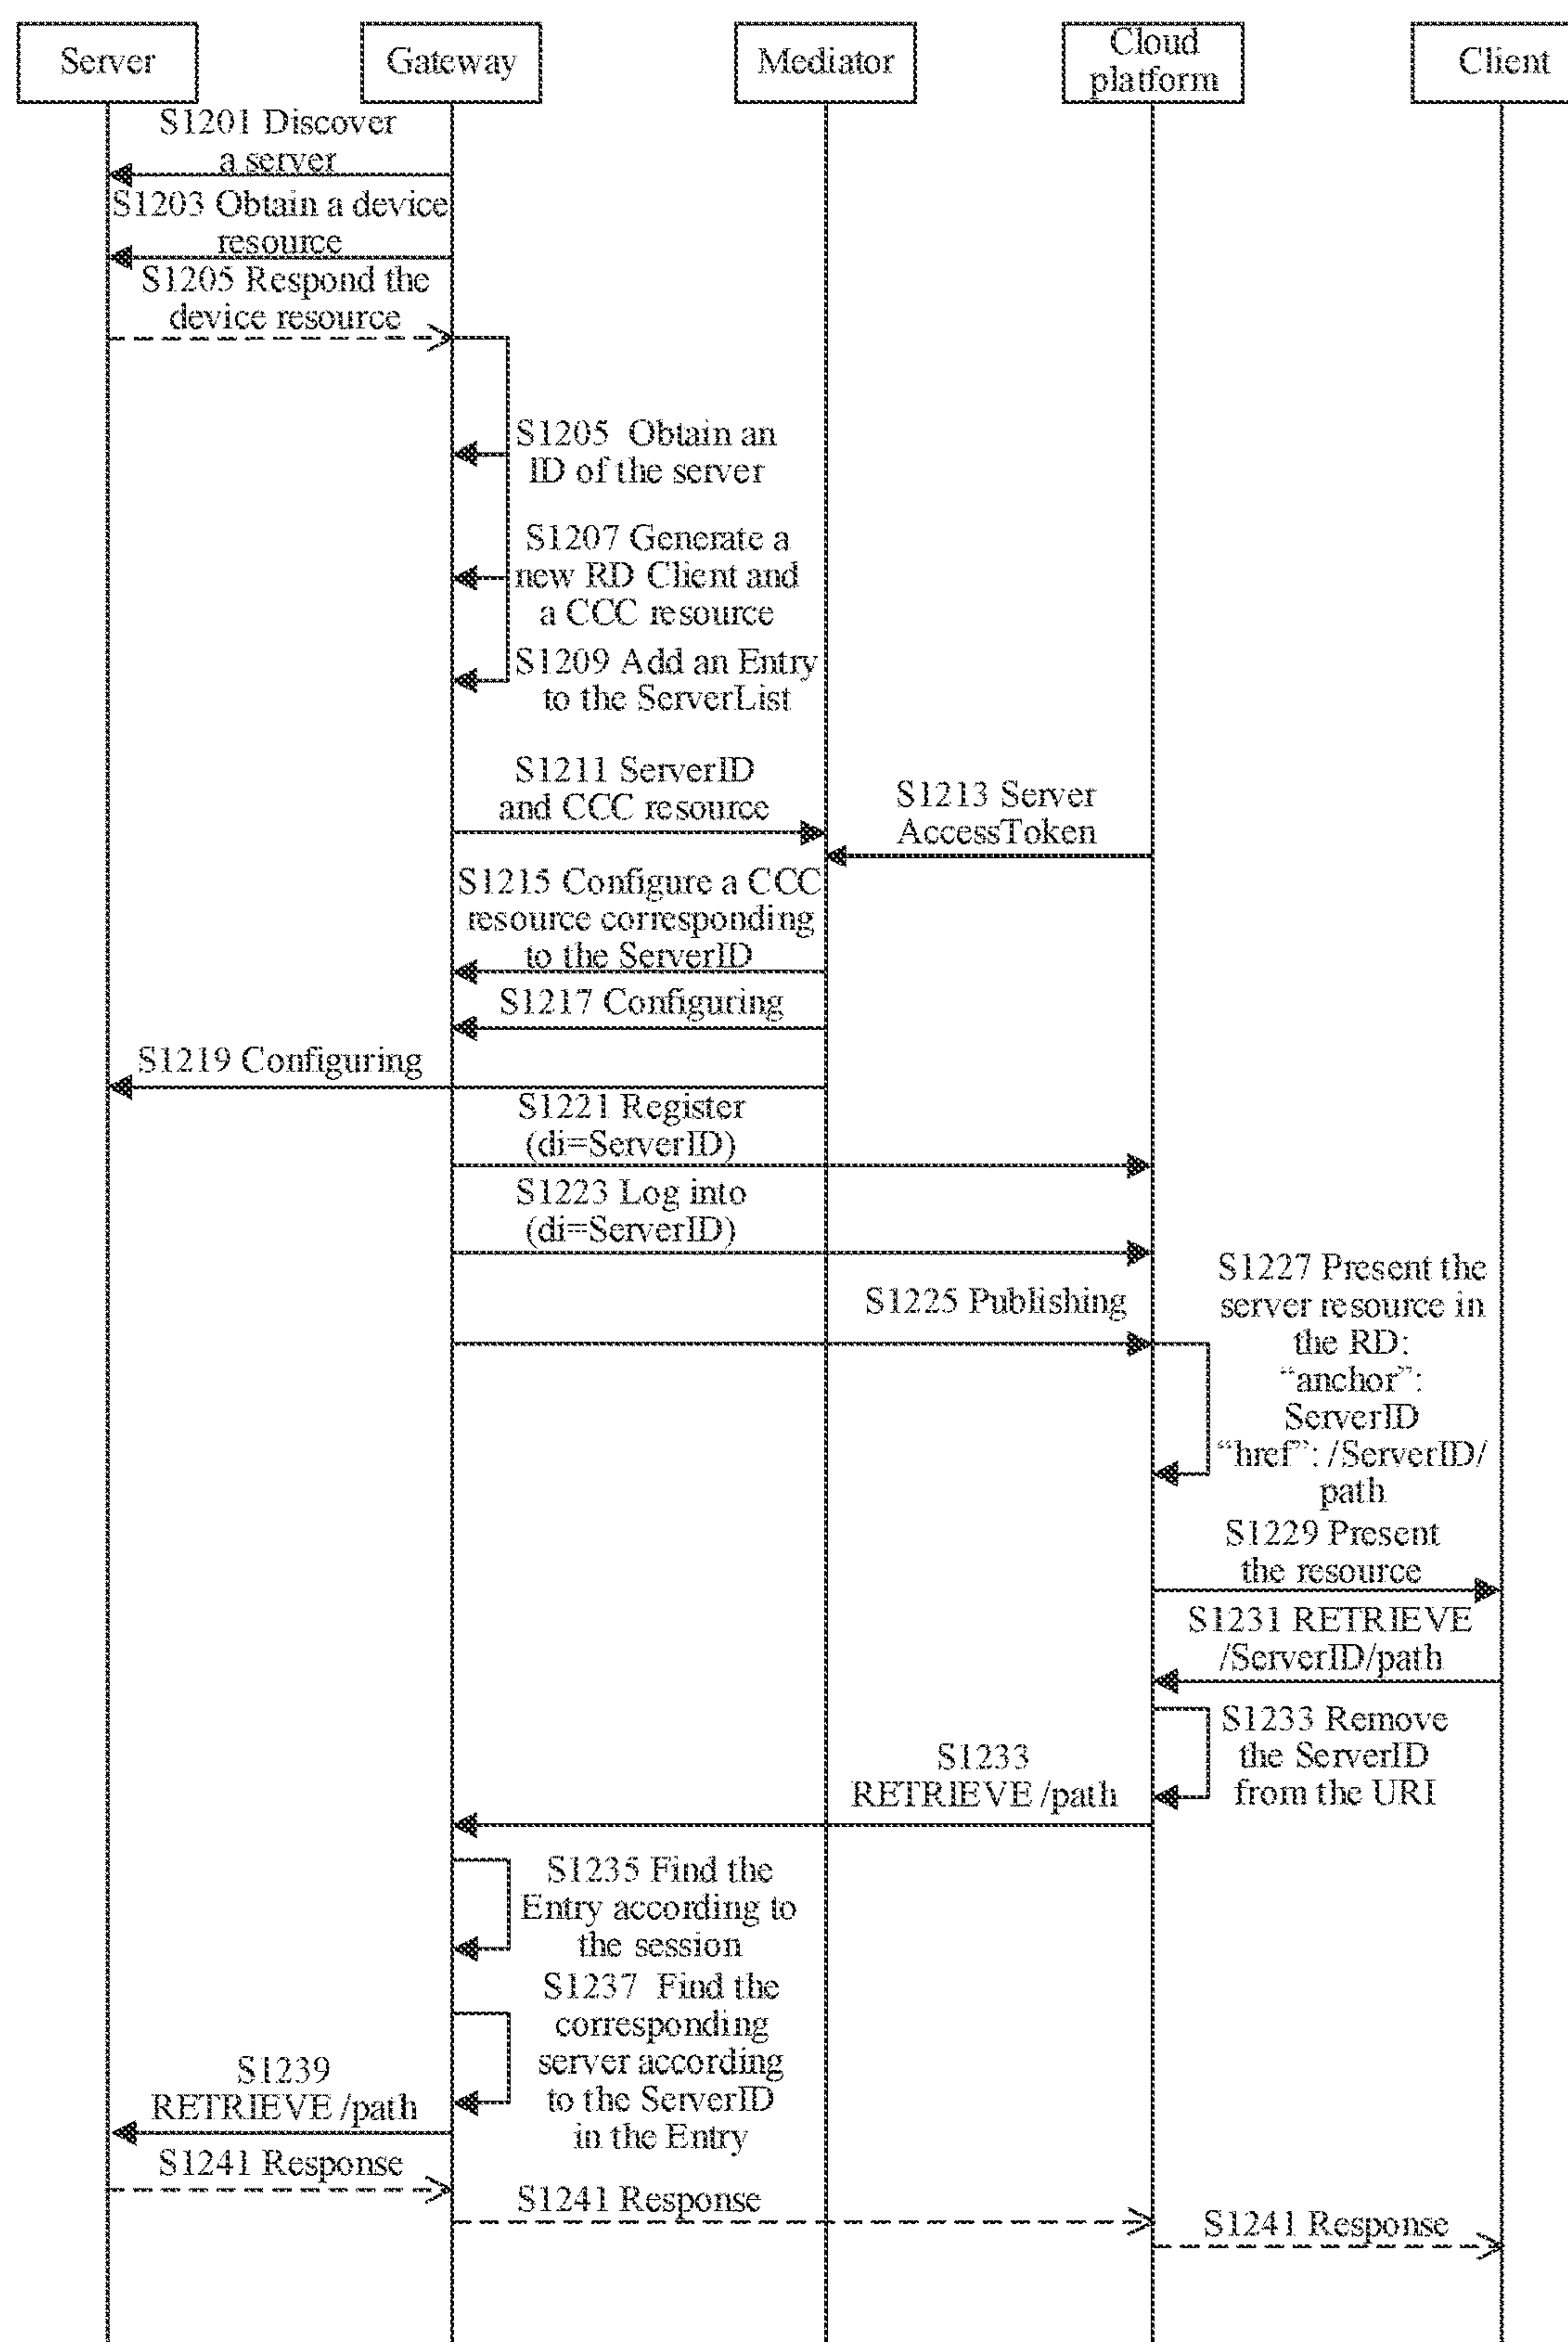 Server
Gateway
Mediator
Cloud
platform
Client
S1201 Discover
a server
S1203 Obtain a device
resource
S1205 Respond the
device resource
S1205 Obtain an
ID of the server
S1207 Generate a
new RD Client and
a CCC resource
S1209 Add an Entry
to the ServerList
S1211 ServerID
and CCC resource
S1213 Server
AccessToken
S1215 Configure a CCC
resource corresponding
to the ServerID
S1217 Configuring
S1219 Configuring
S1221 Register
(di=ServerID)
S1223 Log into
(di=ServerID)
S1225 Publishing
S1227 Present the
server resource in
the RD:
“anchor”:
ServerID
“href”: /ServerID/
path
S1229 Present
the resource
S1231 RETRIEVE
/ServerID/path
S1233 Remove
the ServerID
from the URI
S1233
RETRIEVE /path
S1235 Find the
Entry according to
the session
S1237 Find the
corresponding
server according
to the ServerID
in the Entry
S1239
RETRIEVE /path
S1241 Response
S1241 Response
S1241 Response